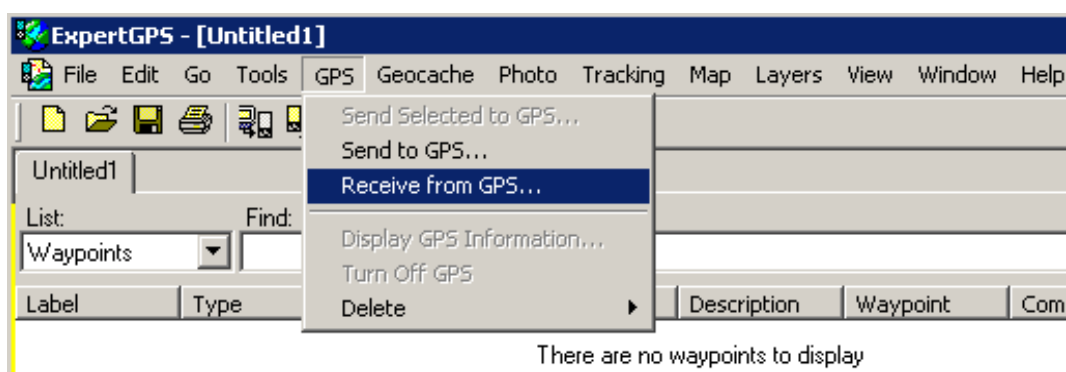 ExpertGPS - [Untitled1]
File Edit Go Tools GPS Geocache Photo Tracking Map Layers View Window Help
Send Selected to GPS...
Send to GPS...
Untitled1
Receive from GPS...
List: Find:
Display GPS Information...
Waypoints
Turn Off GPS
Delete
Label Type Description Waypoint Com
There are no waypoints to display